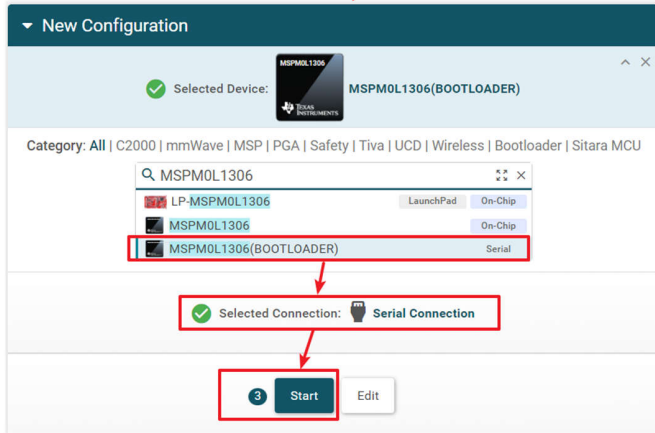 New Configuration
MSPM0L1306
TEXAS INSTRUMENTS
Selected Device: MSPM0L1306(BOOTLOADER)
Category: All | C2000 | mmWave | MSP | PGA | Safety | Tiva | UCD | Wireless | Bootloader | Sitara MCU
MSPM0L1306
LP-MSPM0L1306 LaunchPad On-Chip
MSPM0L1306 On-Chip
MSPM0L1306(BOOTLOADER) Serial
Selected Connection: Serial Connection
3 Start Edit